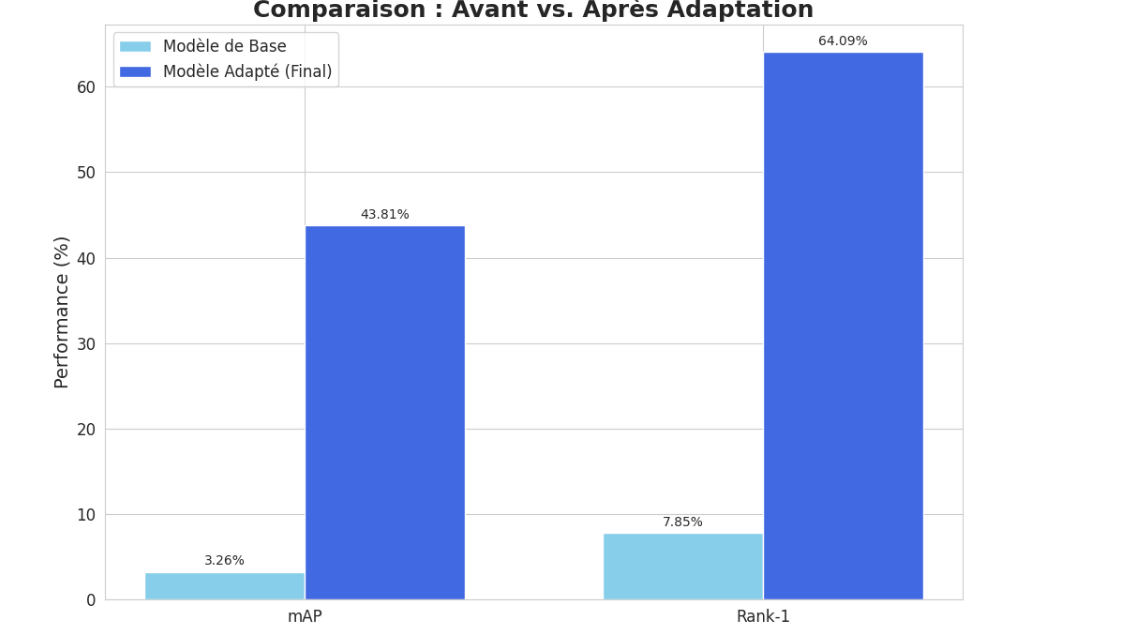 Comparaison : Avant vs. Après Adaptation
Modèle de Base
Modèle Adapté (Final)
64.09%
60
50
43.81%
40
Performance (%)
30
20
10
7.85%
3.26%
0
mAP
Rank-1